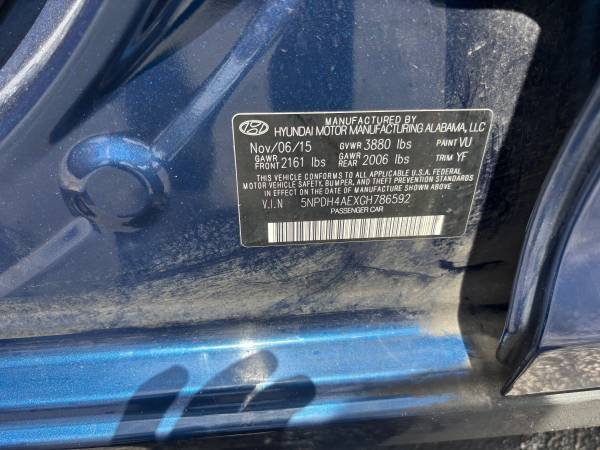 MANUFACTURED BY
HYUNDAI MOTOR MANUFACTURING ALABAMA, LLC
Nov/06/15 GVWR 3880 lbs PAINT VU
GAWR FRONT 2161 lbs GAWR REAR 2006 lbs TRIM YF
THIS VEHICLE CONFORMS TO ALL APPLICABLE U.S.A FEDERAL
MOTOR VEHICLE SAFETY, BUMPER, AND THEFT PREVENTION STANDARDS
IN EFFECT ON THE DATE OF MANUFACTURE SHOWN ABOVE.
V.I.N 5NPDH4AEXGH786592
PASSENGER CAR